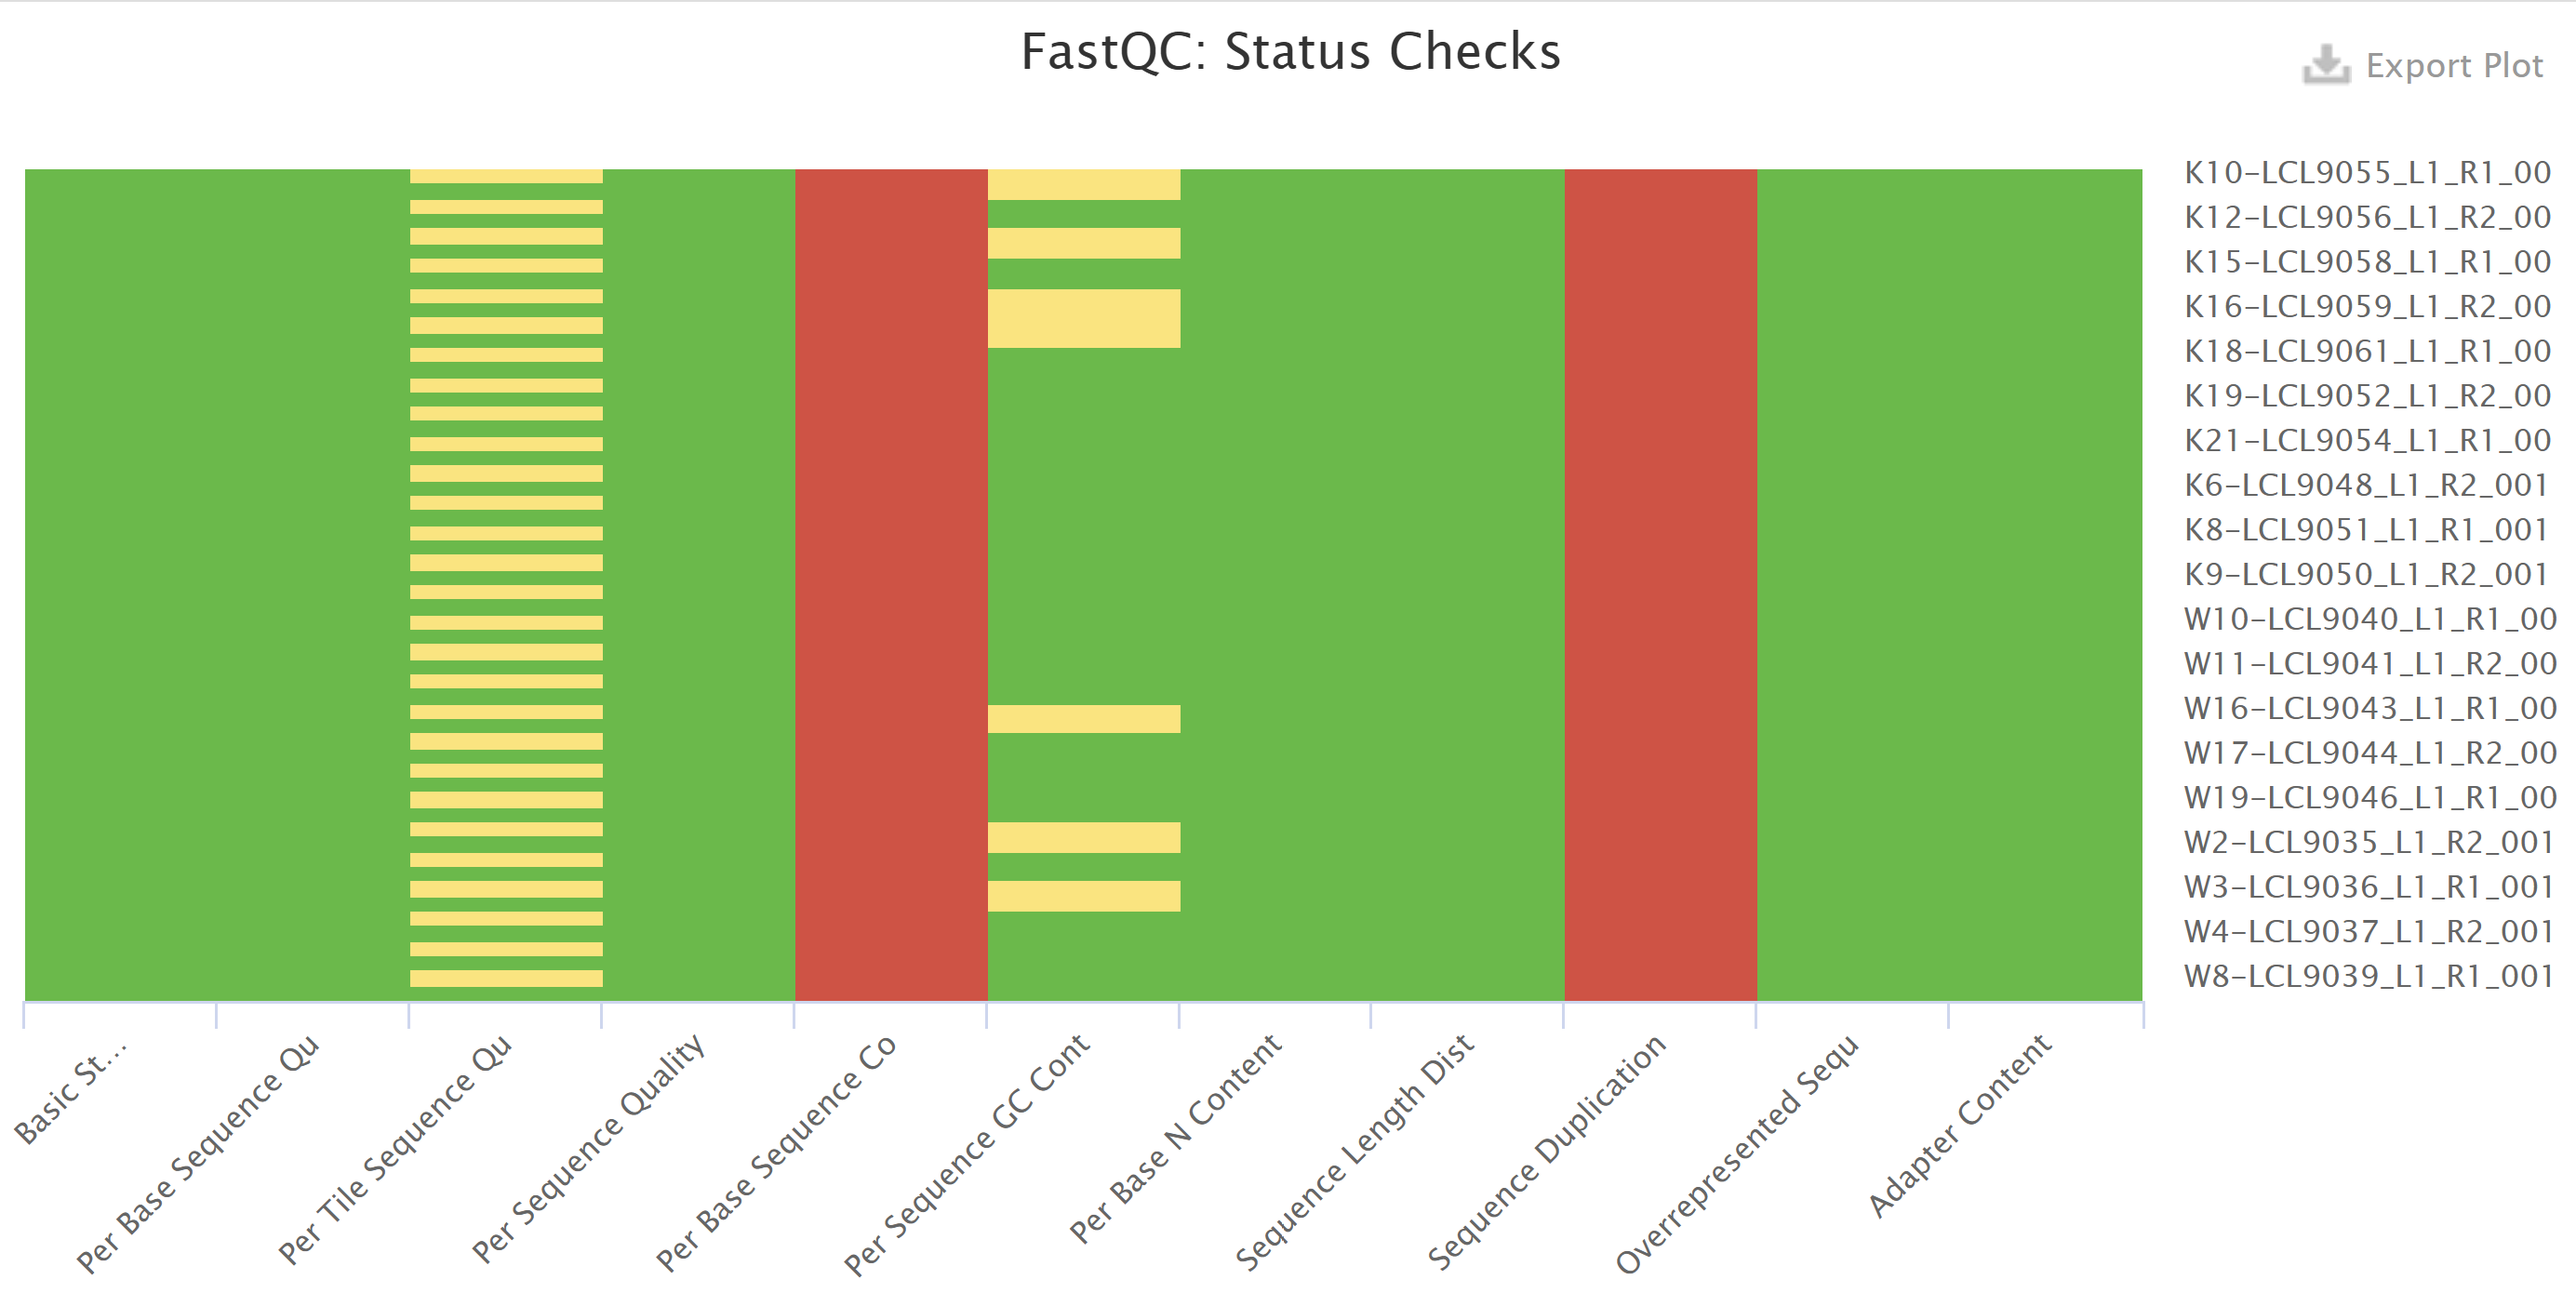 FastQC: Status Checks
Export Plot
K10-LCL9055_L1_R1_00
K12-LCL9056_L1_R2_00
K15-LCL9058_L1_R1_00
K16-LCL9059_L1_R2_00
K18-LCL9061_L1_R1_00
K19-LCL9052_L1_R2_00
K21-LCL9054_L1_R1_00
K6-LCL9048_L1_R2_001
K8-LCL9051_L1_R1_001
K9-LCL9050_L1_R2_001
W10-LCL9040_L1_R1_00
W11-LCL9041_L1_R2_00
W16-LCL9043_L1_R1_00
W17-LCL9044_L1_R2_00
W19-LCL9046_L1_R1_00
W2-LCL9035_L1_R2_001
W3-LCL9036_L1_R1_001
W4-LCL9037_L1_R2_001
W8-LCL9039_L1_R1_001
Basic St...
Per Base Sequence Qu
Per Tile Sequence Qu
Per Sequence Quality
Per Base Sequence Co
Per Sequence GC Cont
Per Base N Content
Sequence Length Dist
Sequence Duplication
Overrepresented Sequ
Adapter Content